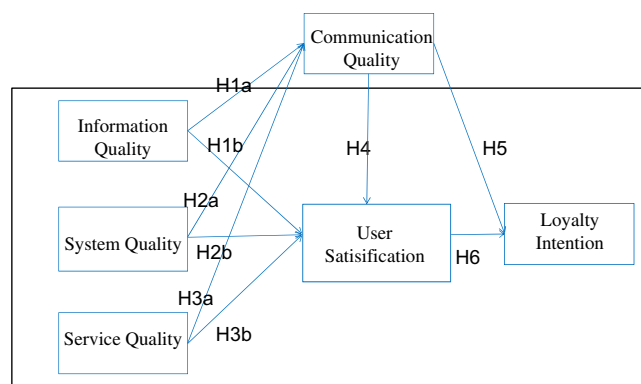 Communication
Quality
H1a
Information
Quality
H1b
H4
H5
H2a
System Quality
H2b
User
Satisification
H6
Loyalty
Intention
H3a
Service Quality
H3b